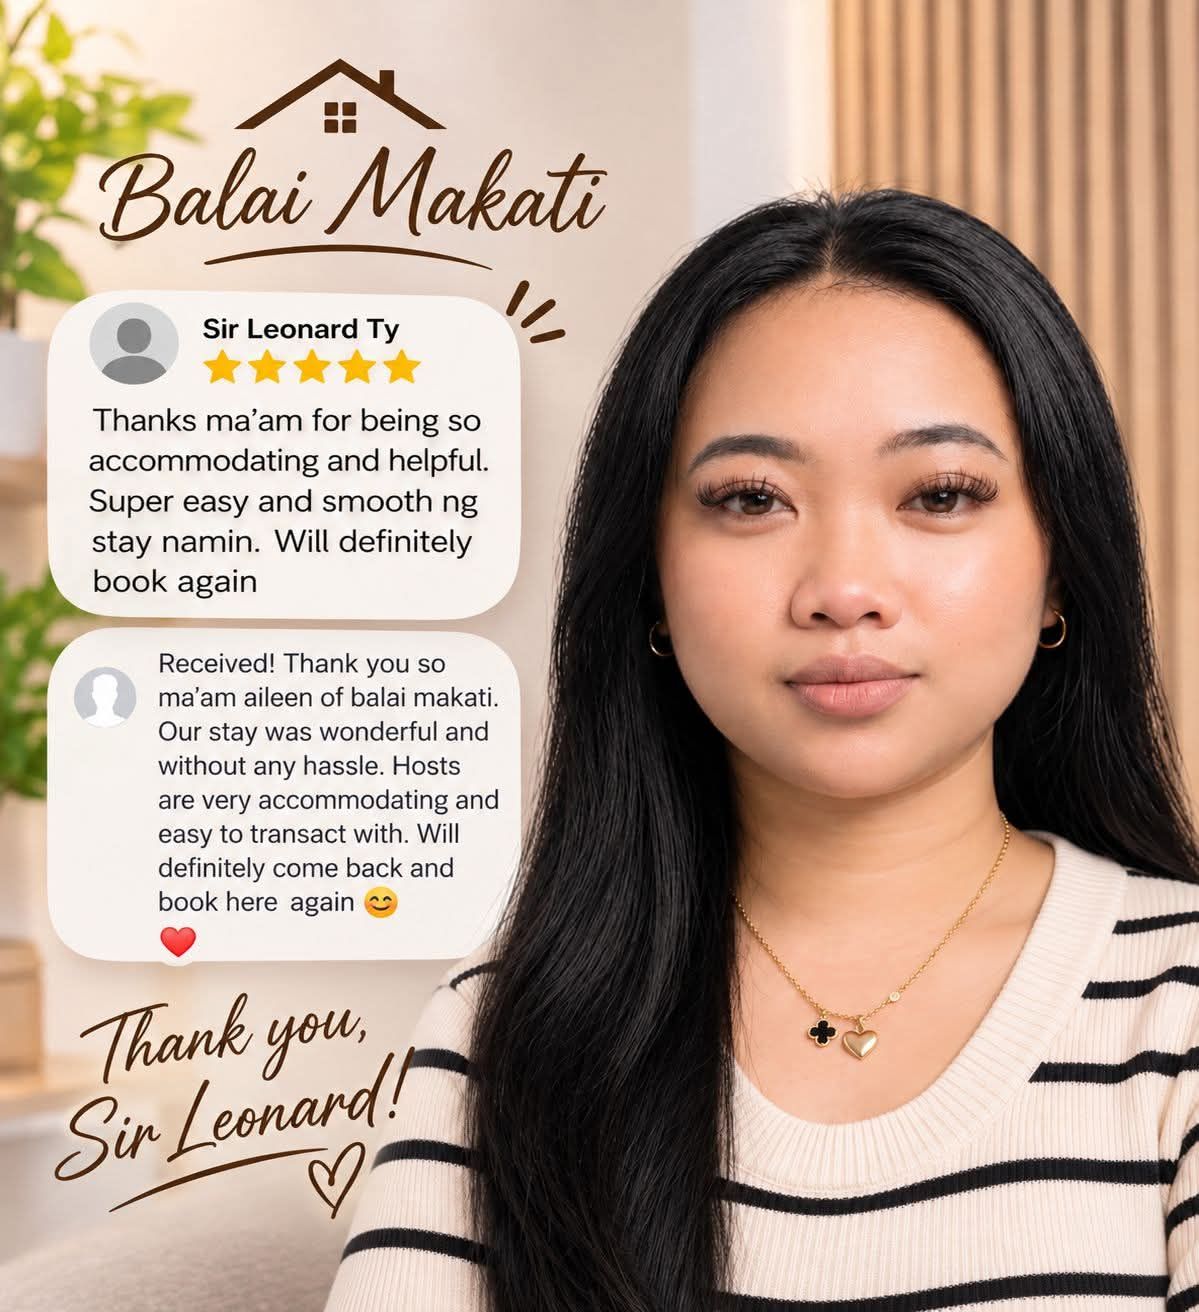 Balai Makati
Sir Leonard Ty
Thanks ma’am for being so
accommodating and helpful.
Super easy and smooth ng
stay namin. Will definitely
book again
Received! Thank you so
ma’am aileen of balai makati.
Our stay was wonderful and
without any hassle. Hosts
are very accommodating and
easy to transact with. Will
definitely come back and
book here again 😊
❤️
Thank you,
Sir Leonard!